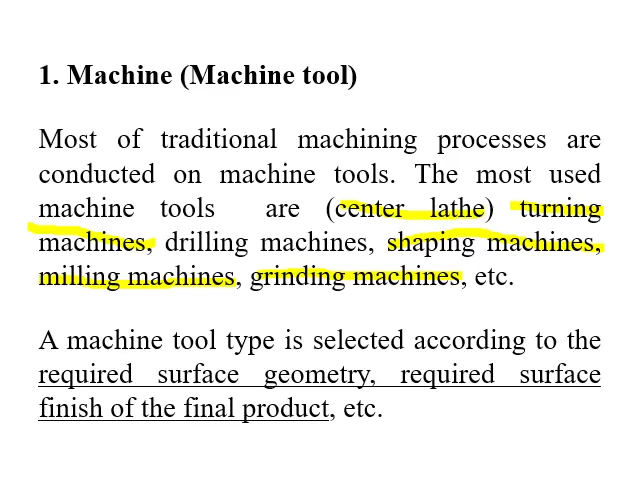 1. Machine (Machine tool)
Most of traditional machining processes are
conducted on machine tools. The most used
machine tools are (center lathe) turning
machines, drilling machines, shaping machines,
milling machines, grinding machines, etc.
A machine tool type is selected according to the
required surface geometry, required surface
finish of the final product, etc.